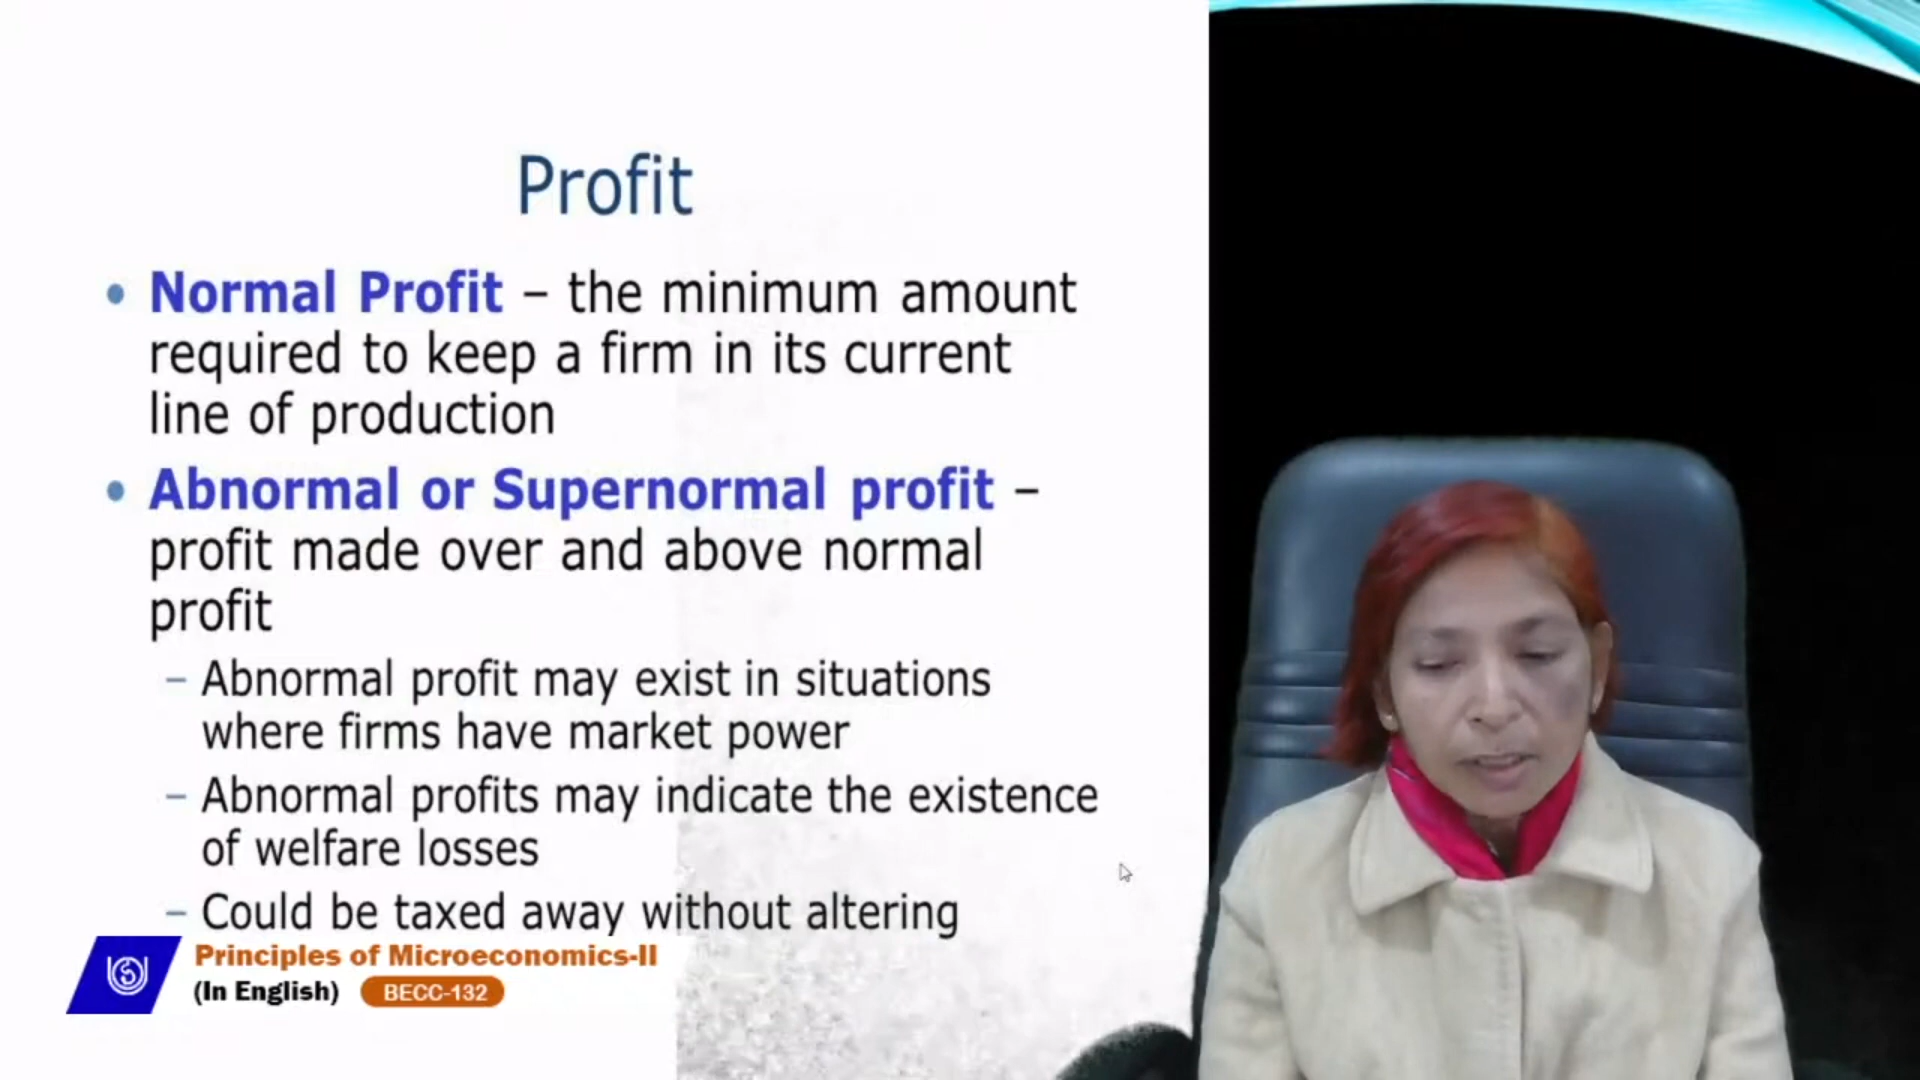 Profit
• Normal Profit – the minimum amount
required to keep a firm in its current
line of production
• Abnormal or Supernormal profit –
profit made over and above normal
profit
– Abnormal profit may exist in situations
where firms have market power
– Abnormal profits may indicate the existence
of welfare losses
– Could be taxed away without altering
Principles of Microeconomics-II
(In English) BECC-132